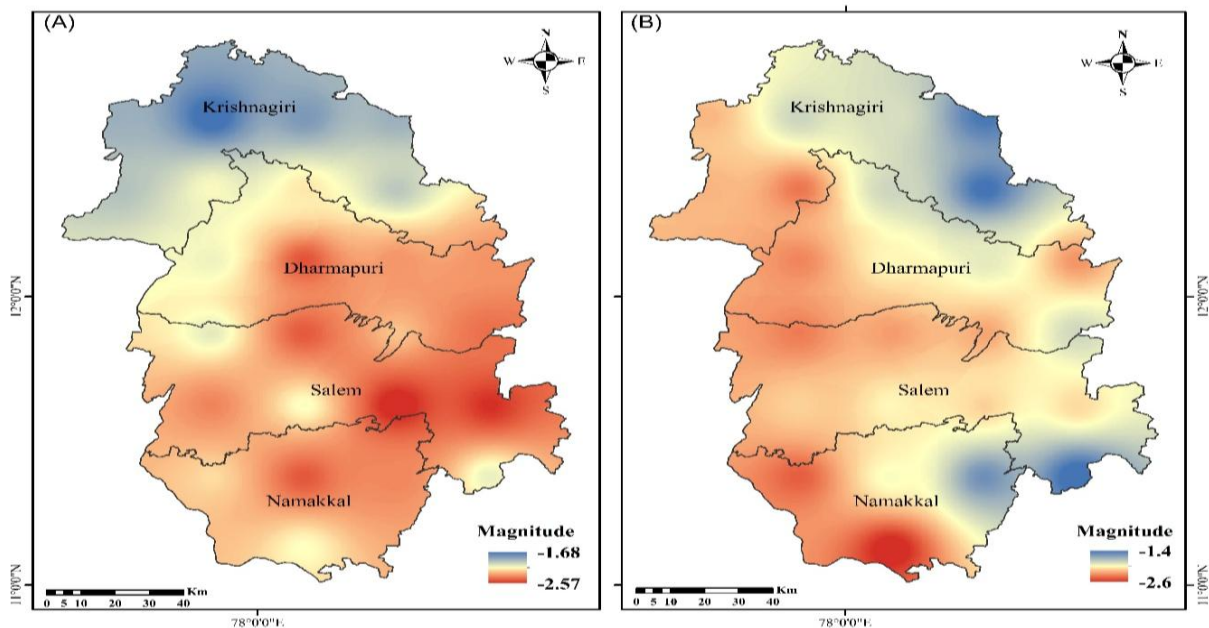 (A)
N
W E
S
Krishnagiri
Dharmapuri
Salem
Namakkal
Magnitude
-1.68
-2.57
0 5 10 20 30 40 Km
12°0'0"N
11°0'0"N
78°0'0"E
(B)
N
W E
S
Krishnagiri
Dharmapuri
Salem
Namakkal
Magnitude
-1.4
-2.6
0 5 10 20 30 40 Km
12°0'0"N
11°0'0"N
78°0'0"E